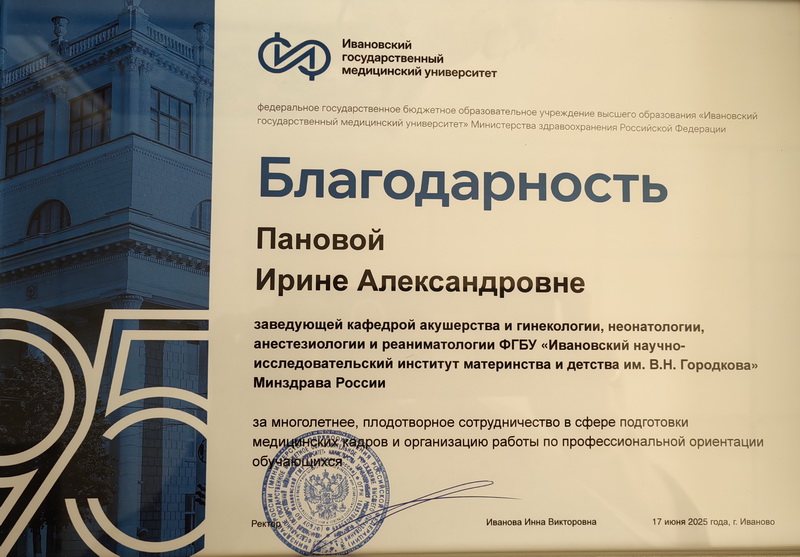 Ивановский
государственный
медицинский университет
федеральное государственное бюджетное образовательное учреждение высшего образования «Ивановский
государственный медицинский университет» Министерства здравоохранения Российской Федерации
Благодарность
Пановой
Ирине Александровне
заведующей кафедрой акушерства и гинекологии, неонатологии,
анестезиологии и реаниматологии ФГБУ «Ивановский научно-
исследовательский институт материнства и детства им. В.Н. Городкова»
Минздрава России
за многолетнее, плодотворное сотрудничество в сфере подготовки
медицинских кадров и организацию работы по профессиональной ориентации
обучающихся
Ректор Иванова Инна Викторовна 17 июня 2025 года, г. Иваново
95